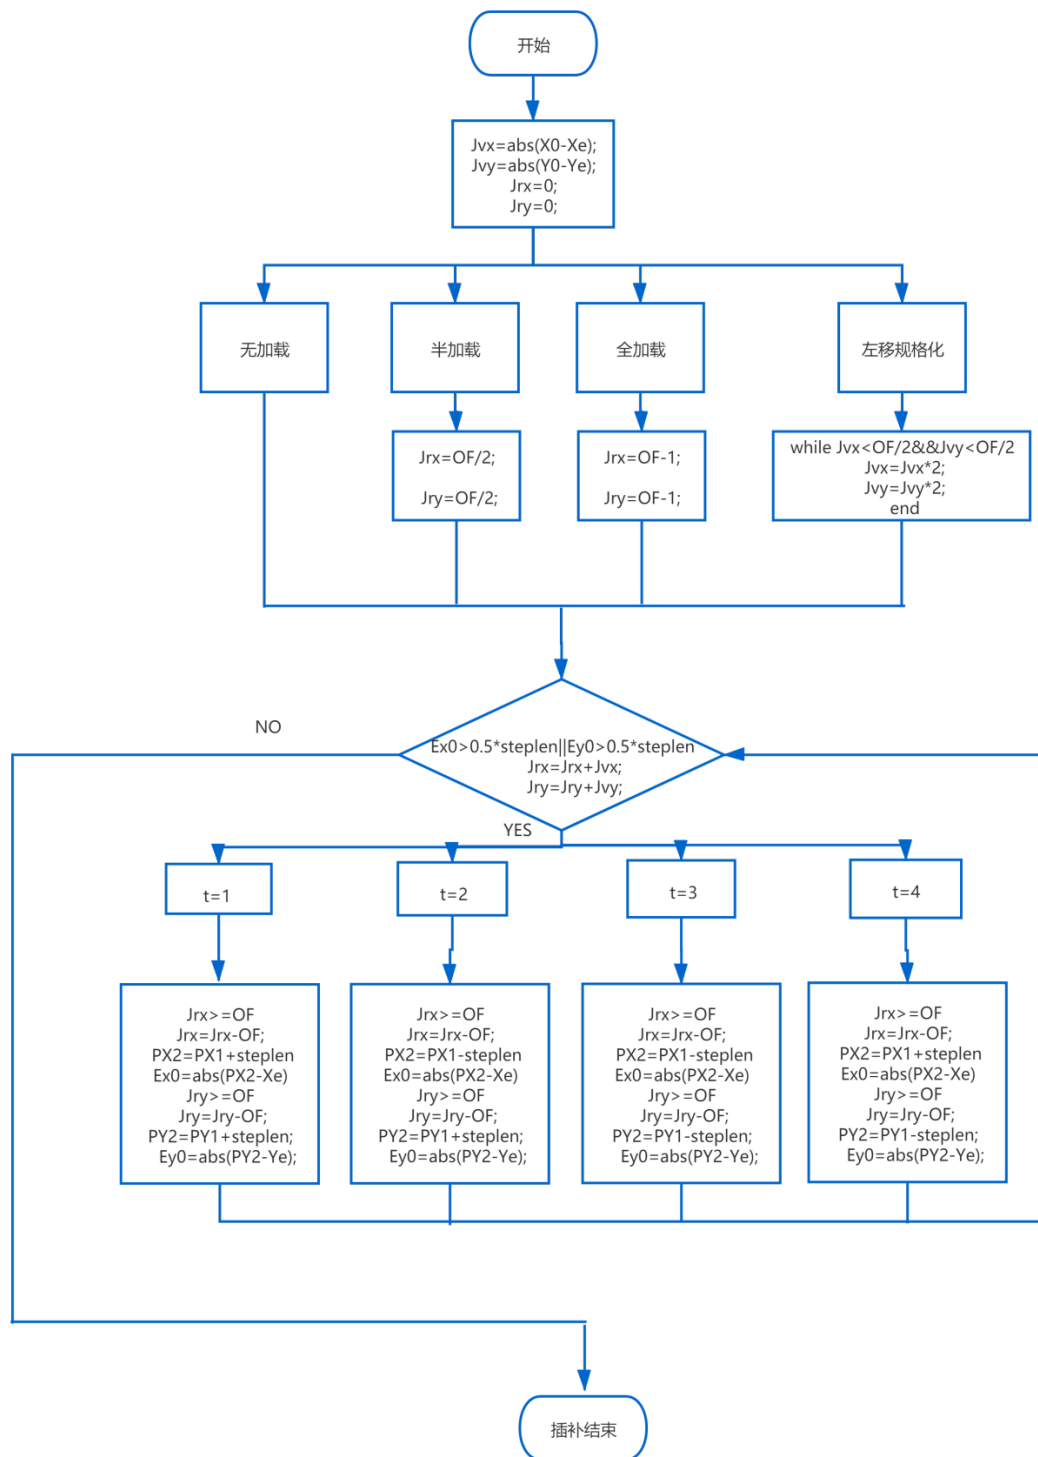 开始
Jvx=abs(X0-Xe);
Jvy=abs(Y0-Ye);
Jrx=0;
Jry=0;
无加载
半加载
全加载
左移规格化
Jrx=OF/2;
Jry=OF/2;
Jrx=OF-1;
Jry=OF-1;
while Jvx<OF/2&&Jvy<OF/2
Jvx=Jvx*2;
Jvy=Jvy*2;
end
NO
Ex0>0.5*steplen||Ey0>0.5*steplen
Jrx=Jrx+Jvx;
Jry=Jry+Jvy;
YES
t=1
t=2
t=3
t=4
Jrx>=OF
Jrx=Jrx-OF;
PX2=PX1+steplen
Ex0=abs(PX2-Xe)
Jry>=OF
Jry=Jry-OF;
PY2=PY1+steplen;
Ey0=abs(PY2-Ye);
Jrx>=OF
Jrx=Jrx-OF;
PX2=PX1-steplen
Ex0=abs(PX2-Xe)
Jry>=OF
Jry=Jry-OF;
PY2=PY1+steplen;
Ey0=abs(PY2-Ye);
Jrx>=OF
Jrx=Jrx-OF;
PX2=PX1-steplen
Ex0=abs(PX2-Xe)
Jry>=OF
Jry=Jry-OF;
PY2=PY1-steplen;
Ey0=abs(PY2-Ye);
Jrx>=OF
Jrx=Jrx-OF;
PX2=PX1+steplen
Ex0=abs(PX2-Xe)
Jry>=OF
Jry=Jry-OF;
PY2=PY1-steplen;
Ey0=abs(PY2-Ye);
插补结束